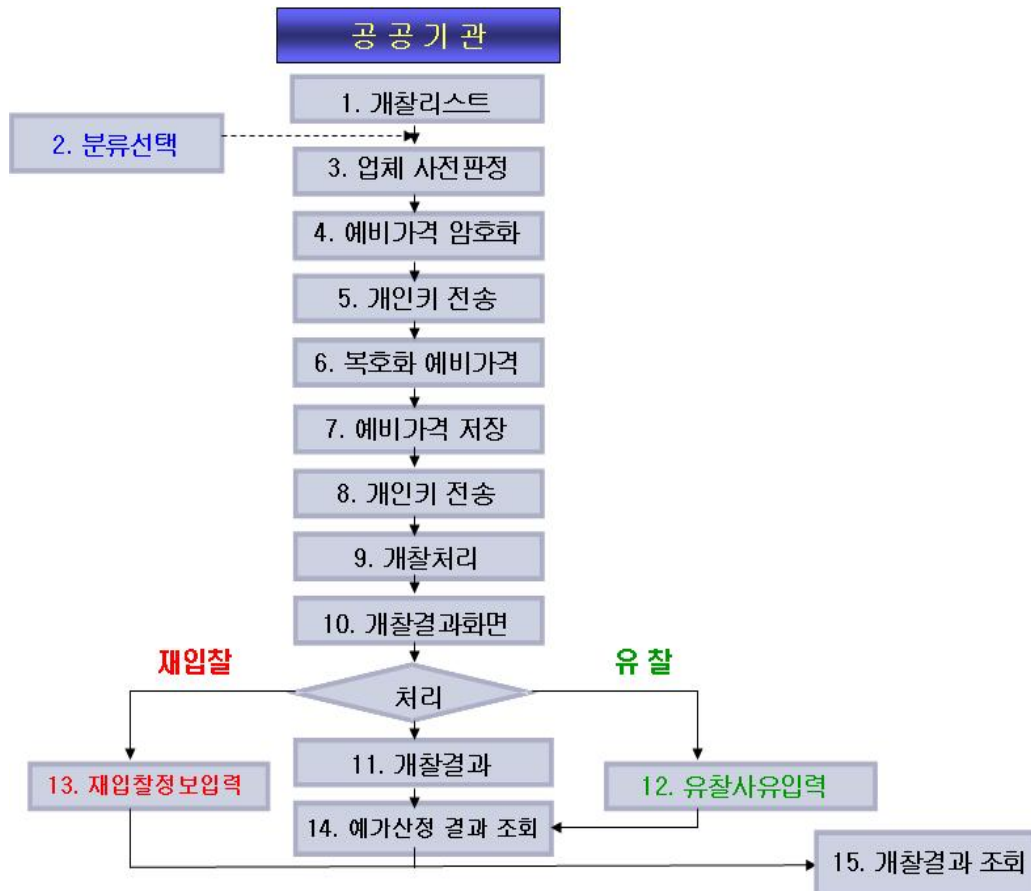 공 공 기 관
1. 개찰리스트
2. 분류선택
3. 업체 사전판정
4. 예비가격 암호화
5. 개인키 전송
6. 복호화 예비가격
7. 예비가격 저장
8. 개인키 전송
9. 개찰처리
10. 개찰결과화면
재입찰
유 찰
처리
11. 개찰결과
13. 재입찰정보입력
12. 유찰사유입력
14. 예가산정 결과 조회
15. 개찰결과 조회